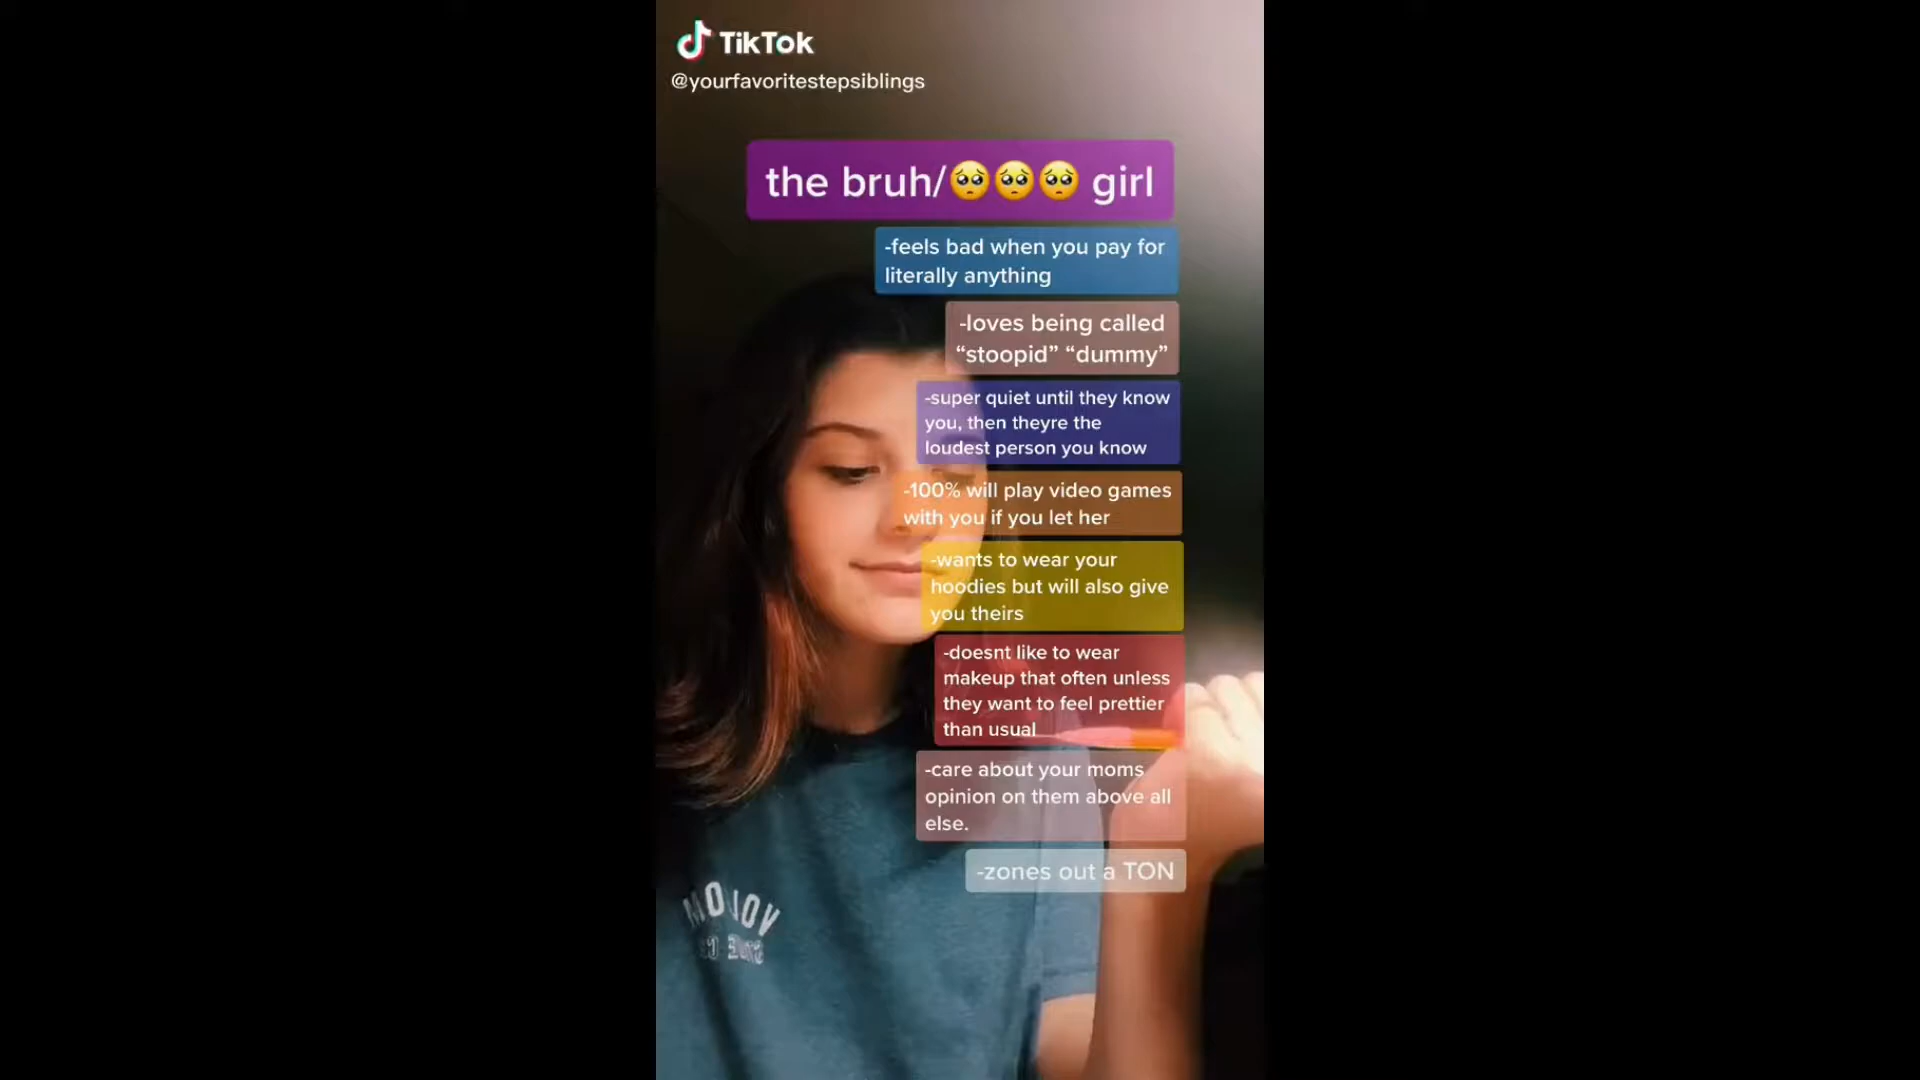 TikTok
@yourfavoritestepsiblings
the bruh/🥺🥺🥺 girl
-feels bad when you pay for
literally anything
-loves being called
“stoopid” “dummy”
-super quiet until they know
you, then theyre the
loudest person you know
-100% will play video games
with you if you let her
-wants to wear your
hoodies but will also give
you theirs
-doesnt like to wear
makeup that often unless
they want to feel prettier
than usual
-care about your moms
opinion on them above all
else.
-zones out a TON